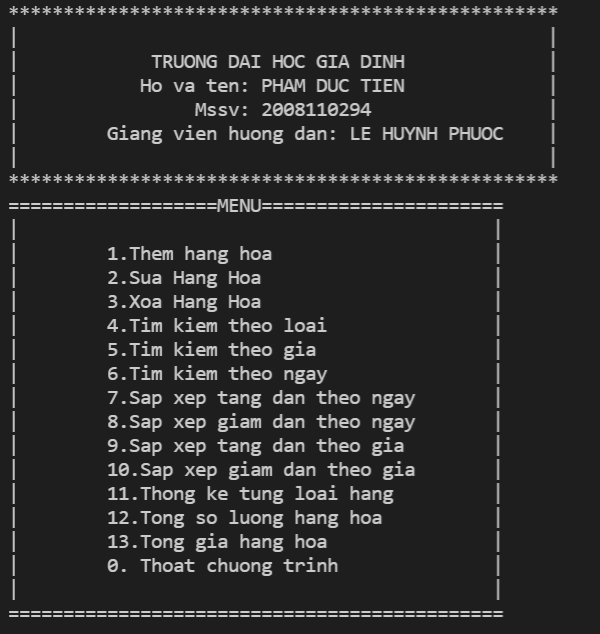 **************************************************
| |
| TRUONG DAI HOC GIA DINH |
| Ho va ten: PHAM DUC TIEN |
| Mssv: 2008110294 |
| Giang vien huong dan: LE HUYNH PHUOC |
| |
**************************************************
===================MENU======================
| |
| 1.Them hang hoa |
| 2.Sua Hang Hoa |
| 3.Xoa Hang Hoa |
| 4.Tim kiem theo loai |
| 5.Tim kiem theo gia |
| 6.Tim kiem theo ngay |
| 7.Sap xep tang dan theo ngay |
| 8.Sap xep giam dan theo ngay |
| 9.Sap xep tang dan theo gia |
| 10.Sap xep giam dan theo gia |
| 11.Thong ke tung loai hang |
| 12.Tong so luong hang hoa |
| 13.Tong gia hang hoa |
| 0. Thoat chuong trinh |
| |
=============================================